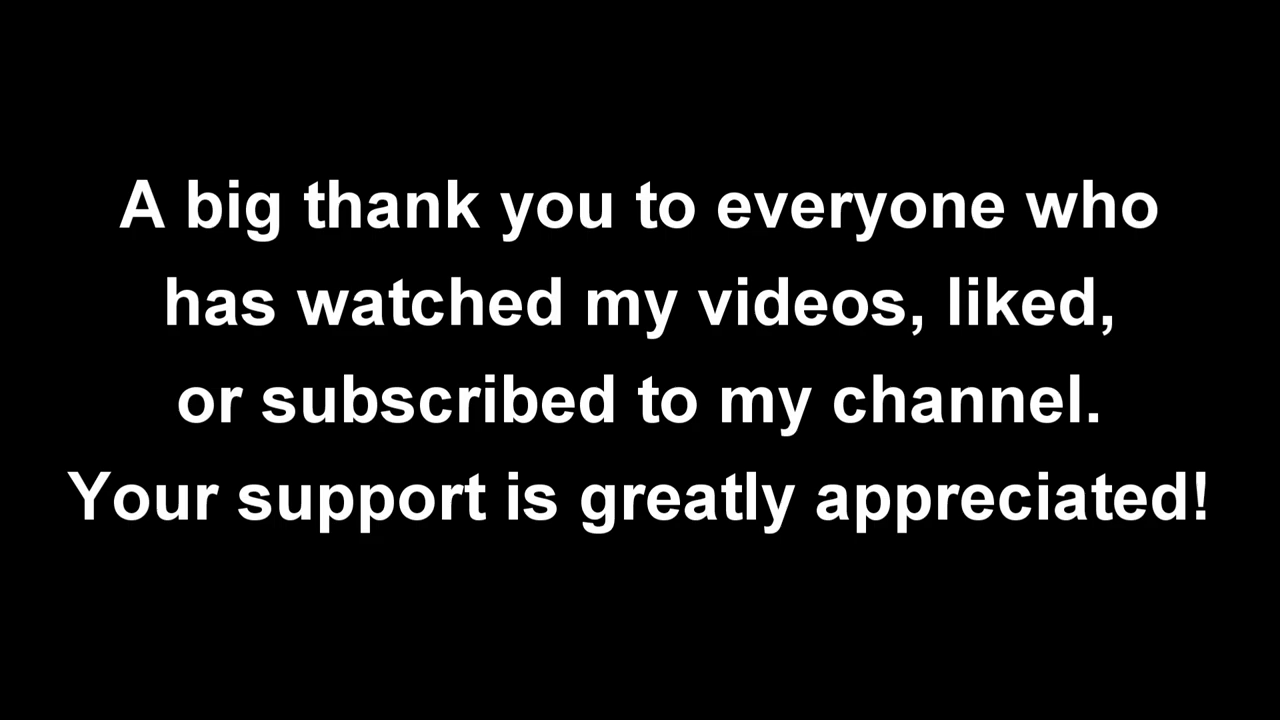 A big thank you to everyone who
has watched my videos, liked,
or subscribed to my channel.
Your support is greatly appreciated!